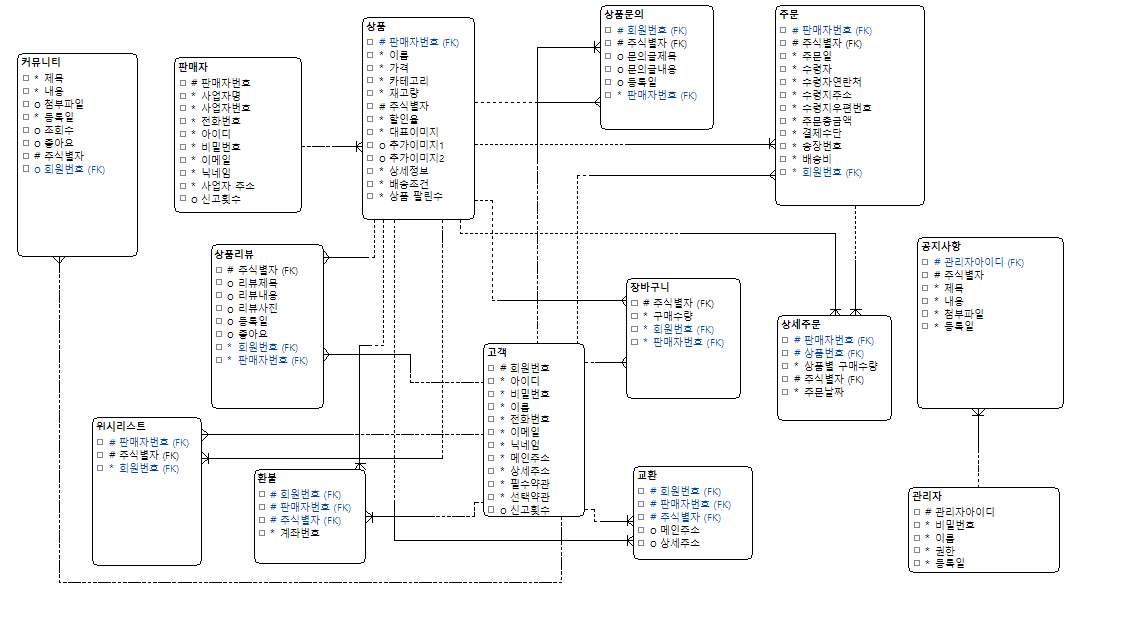 커뮤니티
* 제목
* 내용
o 첨부파일
* 등록일
o 조회수
o 좋아요
# 주식별자
o 회원번호 (FK)
판매자
# 판매자번호
* 사업자명
* 사업자번호
* 전화번호
* 아이디
* 비밀번호
* 이메일
* 닉네임
* 사업자 주소
o 신고횟수
상품
# 판매자번호 (FK)
* 이름
* 가격
* 카테고리
* 재고량
# 주식별자
* 할인율
* 대표이미지
o 추가이미지1
o 추가이미지2
* 상세정보
* 배송조건
* 상품 팔린수
상품문의
# 회원번호 (FK)
# 주식별자 (FK)
o 문의글제목
o 문의글내용
o 등록일
* 판매자번호 (FK)
주문
# 판매자번호 (FK)
# 주식별자 (FK)
* 주문일
* 수령자
* 수령자연락처
* 수령지주소
* 수령지우편번호
* 주문총금액
* 결제수단
* 송장번호
* 배송비
* 회원번호 (FK)
상품리뷰
# 주식별자 (FK)
o 리뷰제목
o 리뷰내용
o 리뷰사진
o 등록일
o 좋아요
* 회원번호 (FK)
* 판매자번호 (FK)
장바구니
# 주식별자 (FK)
* 구매수량
* 회원번호 (FK)
* 판매자번호 (FK)
공지사항
# 관리자아이디 (FK)
# 주식별자
* 제목
* 내용
* 첨부파일
* 등록일
상세주문
# 판매자번호 (FK)
# 상품번호 (FK)
* 상품별 구매수량
# 주식별자 (FK)
* 주문날짜
고객
# 회원번호
* 아이디
* 비밀번호
* 이름
* 전화번호
* 이메일
* 닉네임
* 메인주소
* 상세주소
* 필수약관
* 선택약관
o 신고횟수
위시리스트
# 판매자번호 (FK)
# 주식별자 (FK)
* 회원번호 (FK)
환불
# 회원번호 (FK)
# 판매자번호 (FK)
# 주식별자 (FK)
* 계좌번호
교환
# 회원번호 (FK)
# 판매자번호 (FK)
# 주식별자 (FK)
o 메인주소
o 상세주소
관리자
# 관리자아이디
* 비밀번호
* 이름
* 권한
* 등록일